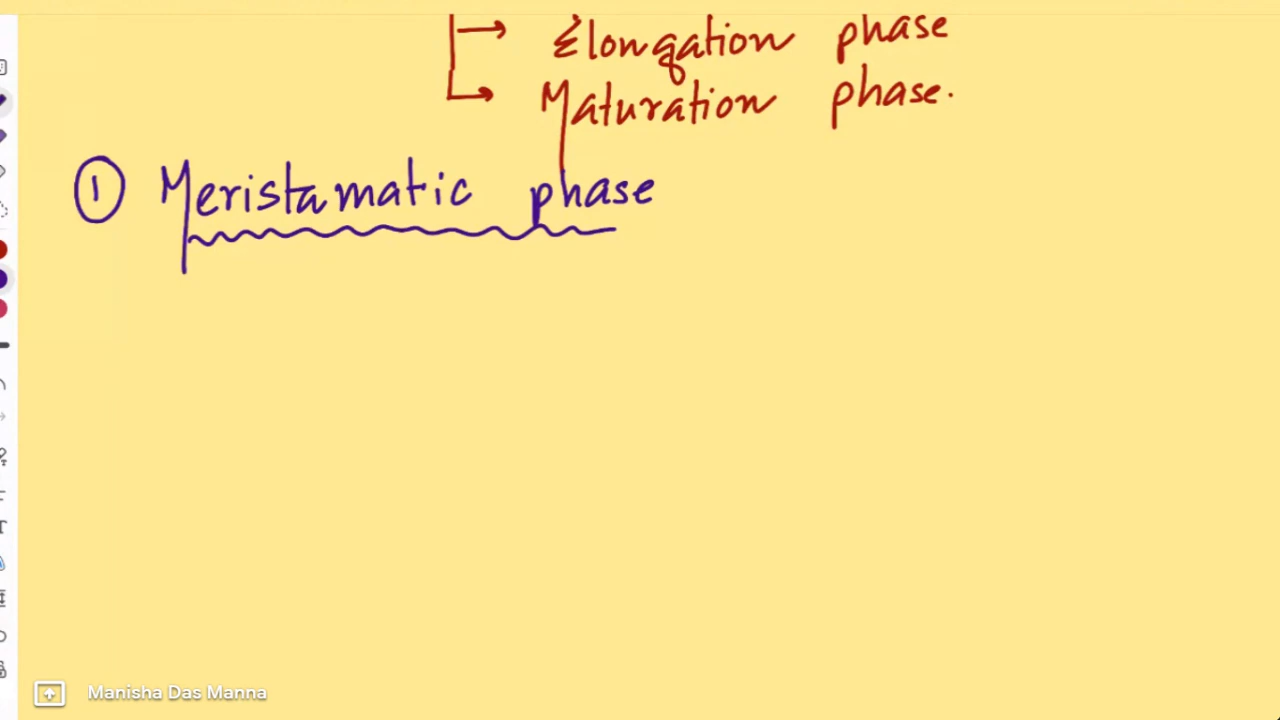 → Elongation phase
→ Maturation phase.
① Meristamatic phase
Manisha Das Manna